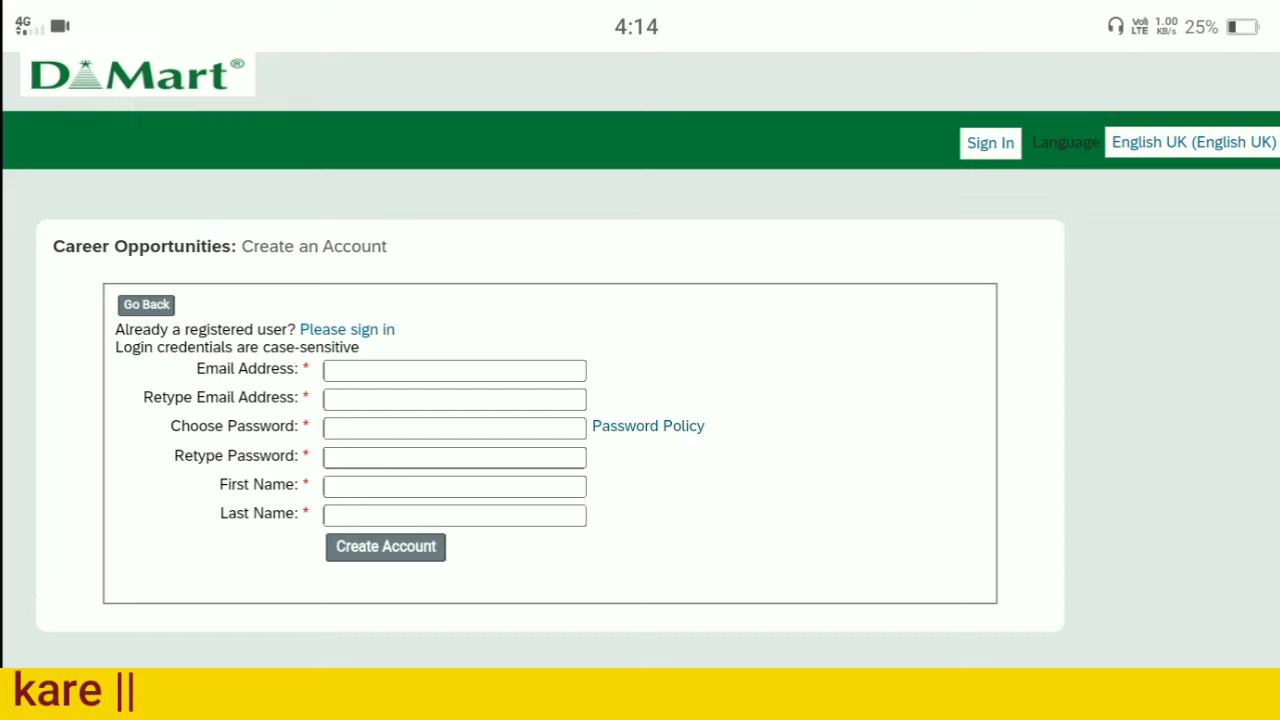 4G 4:14 VoI) LTE 1.00 KB/s 25%
D Mart®
Sign In Language English UK (English UK)
Career Opportunities: Create an Account
Go Back
Already a registered user? Please sign in
Login credentials are case-sensitive
Email Address: *
Retype Email Address: *
Choose Password: * Password Policy
Retype Password: *
First Name: *
Last Name: *
Create Account
kare ||